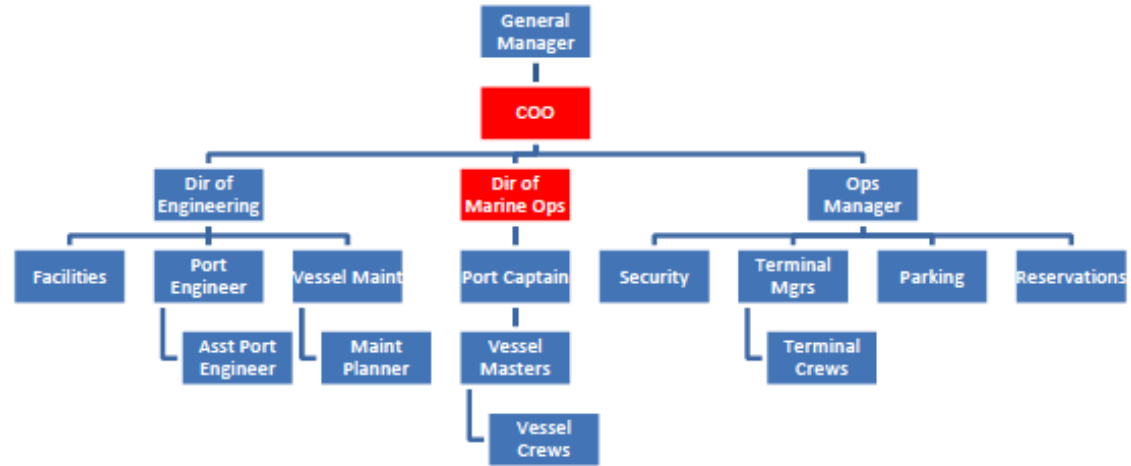 General
Manager
COO
Dir of
Engineering
Dir of
Marine Ops
Ops
Manager
Facilities
Port
Engineer
Vessel Maint
Port Captain
Security
Terminal
Mgrs
Parking
Reservations
Asst Port
Engineer
Maint
Planner
Vessel
Masters
Terminal
Crews
Vessel
Crews